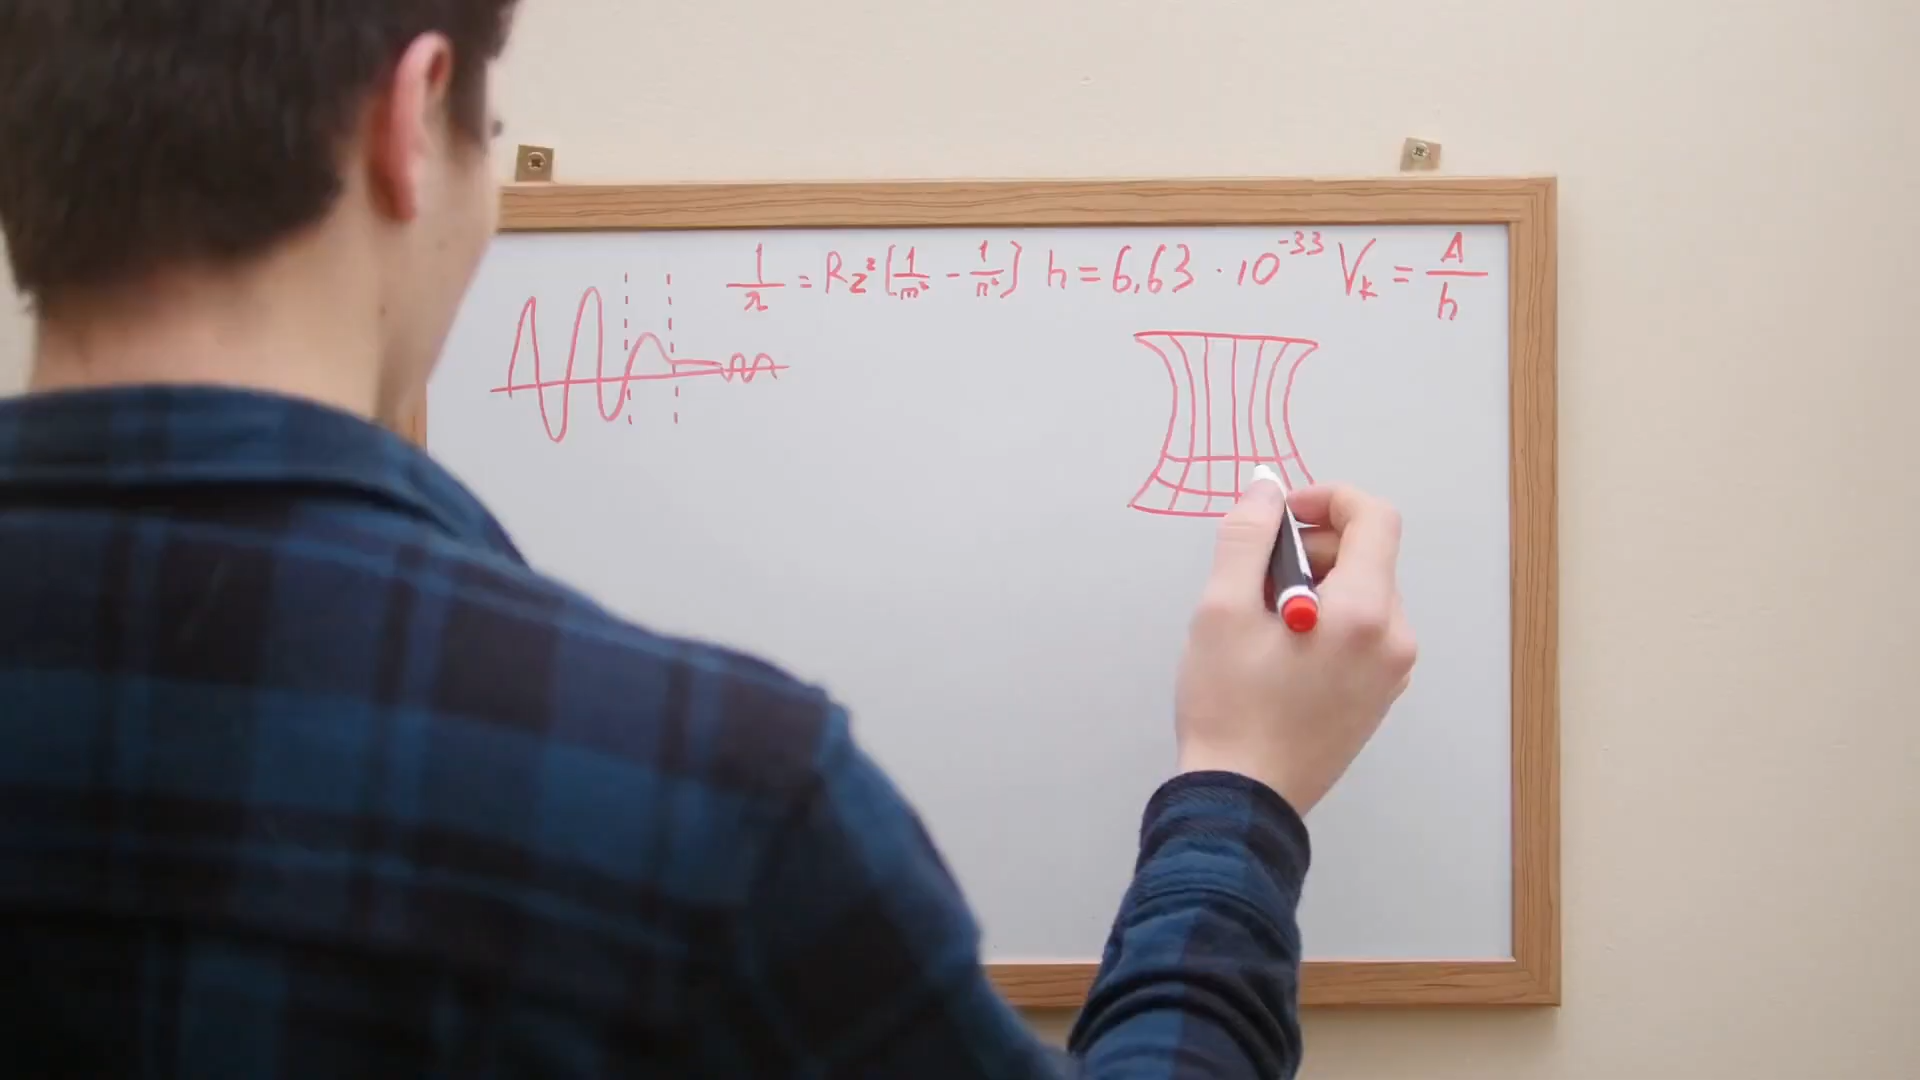 1/λ = Rz²[1/m² - 1/n²] h = 6,63 · 10⁻³³ Vk = A/h